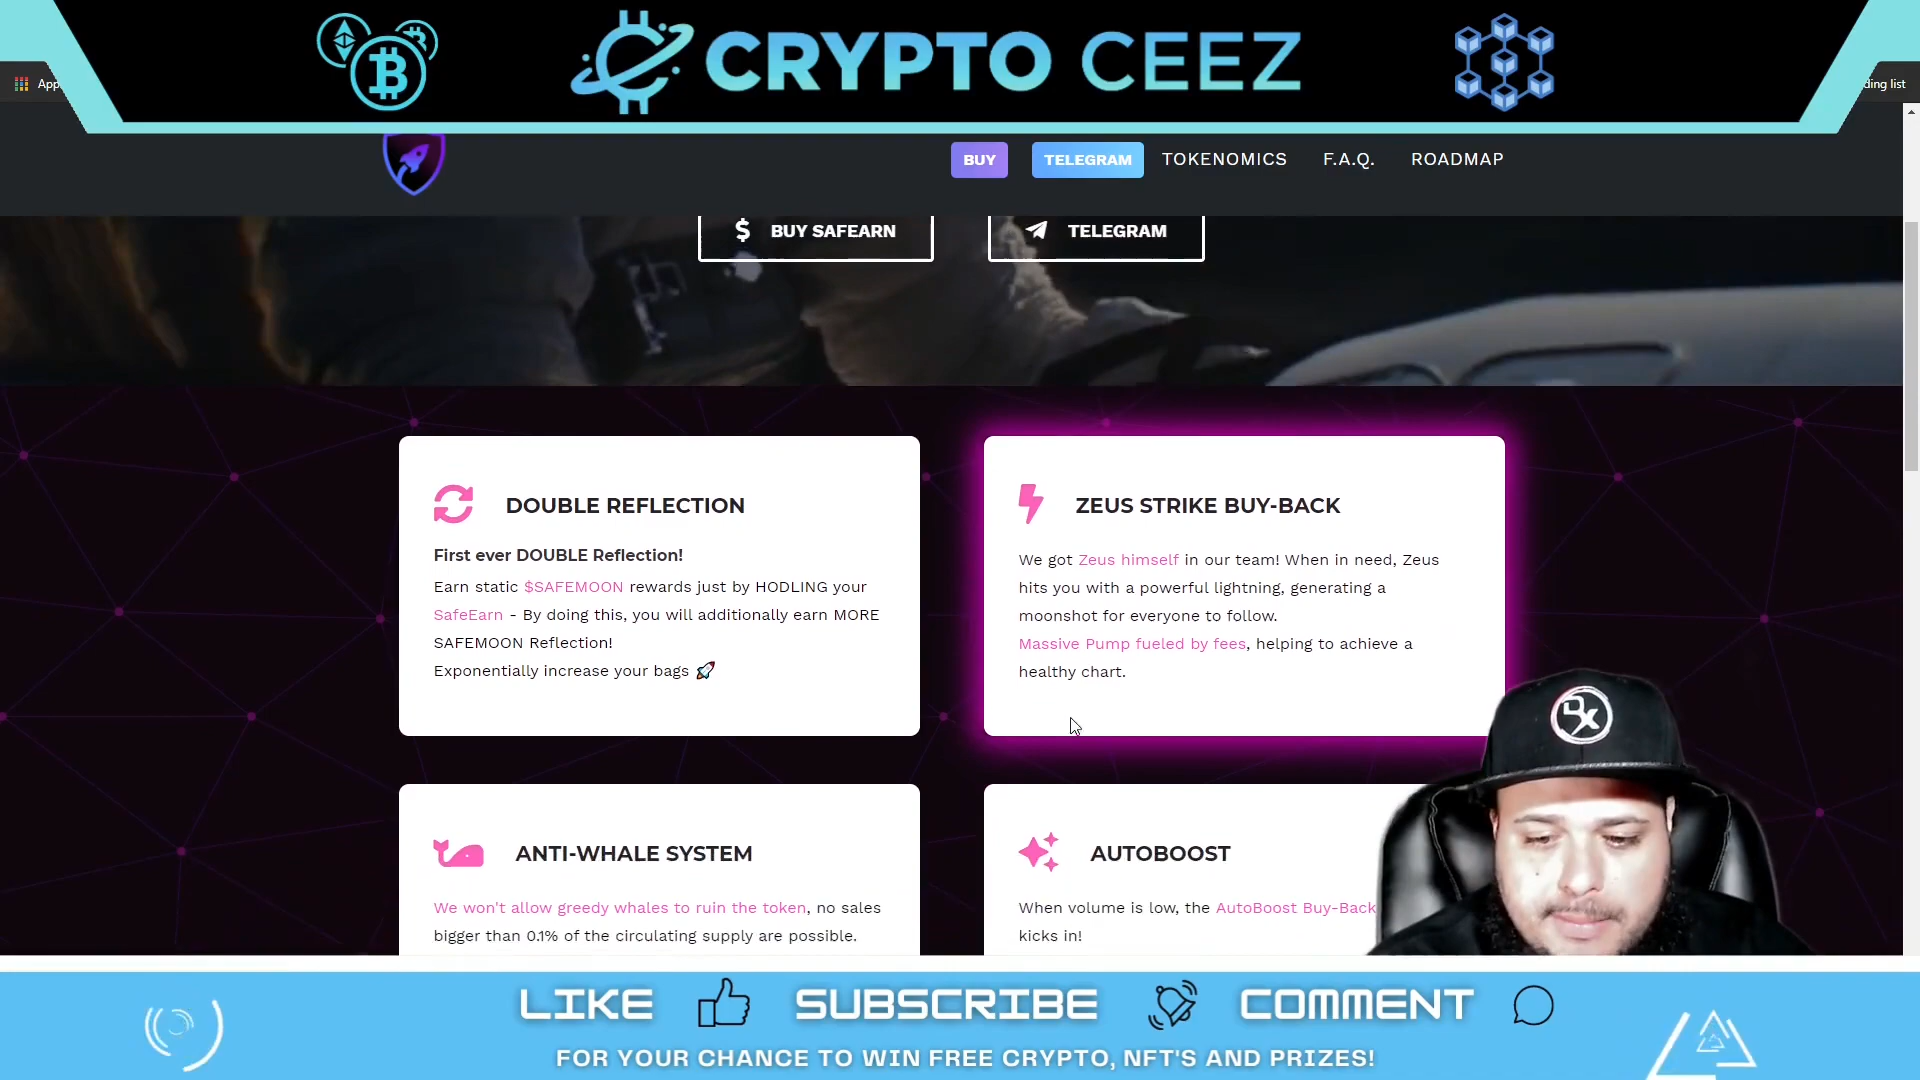 CRYPTO CEEZ
App
ding list
BUY
TELEGRAM
TOKENOMICS
F.A.Q.
ROADMAP
$ BUY SAFEARN
TELEGRAM
DOUBLE REFLECTION
First ever DOUBLE Reflection!
Earn static $SAFEMOON rewards just by HODLING your
SafeEarn - By doing this, you will additionally earn MORE
SAFEMOON Reflection!
Exponentially increase your bags 🚀
ZEUS STRIKE BUY-BACK
We got Zeus himself in our team! When in need, Zeus
hits you with a powerful lightning, generating a
moonshot for everyone to follow.
Massive Pump fueled by fees, helping to achieve a
healthy chart.
ANTI-WHALE SYSTEM
We won't allow greedy whales to ruin the token, no sales
bigger than 0.1% of the circulating supply are possible.
AUTOBOOST
When volume is low, the AutoBoost Buy-Back
kicks in!
LIKE SUBSCRIBE COMMENT
FOR YOUR CHANCE TO WIN FREE CRYPTO, NFT'S AND PRIZES!